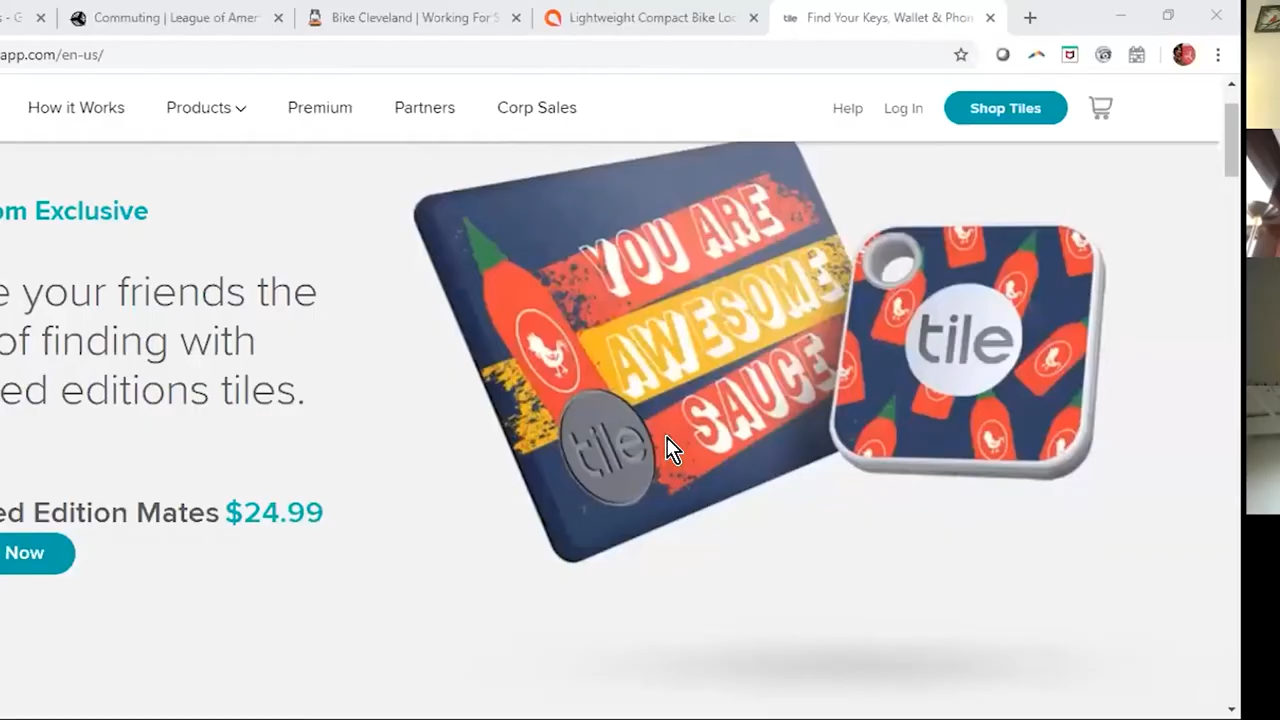 s - G
Commuting | League of Amer
Bike Cleveland | Working For S
Lightweight Compact Bike Loc
tile Find Your Keys, Wallet & Phon
app.com/en-us/
How it Works
Products
Premium
Partners
Corp Sales
Help
Log In
Shop Tiles
om Exclusive
e your friends the
of finding with
ed editions tiles.
ed Edition Mates $24.99
Now
YOU ARE
AWESOME
SAUCE
tile
tile